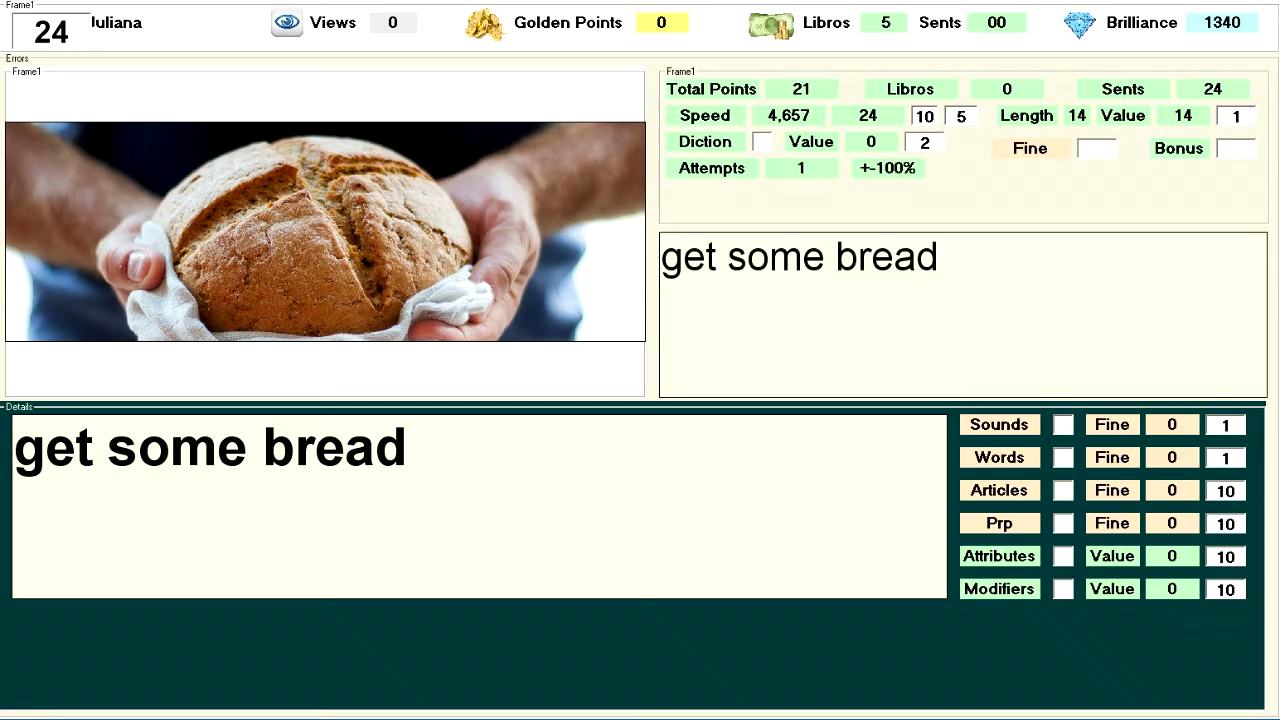 Frame1
24 Juliana Views 0 Golden Points 0 Libros 5 Sents 00 Brilliance 1340
Errors
Frame1
Frame1
Total Points 21 Libros 0 Sents 24
Speed 4,657 24 10 5 Length 14 Value 14 1
Diction Value 0 2
Fine Bonus
Attempts 1 +-100%
get some bread
Details
get some bread
Sounds Fine 0 1
Words Fine 0 1
Articles Fine 0 10
Prp Fine 0 10
Attributes Value 0 10
Modifiers Value 0 10